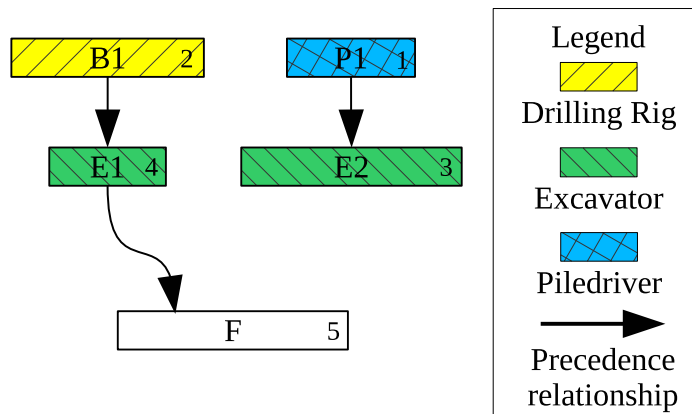 B1 2
P1 1
E1 4
E2 3
F 5
Legend
Drilling Rig
Excavator
Piledriver
Precedence
relationship